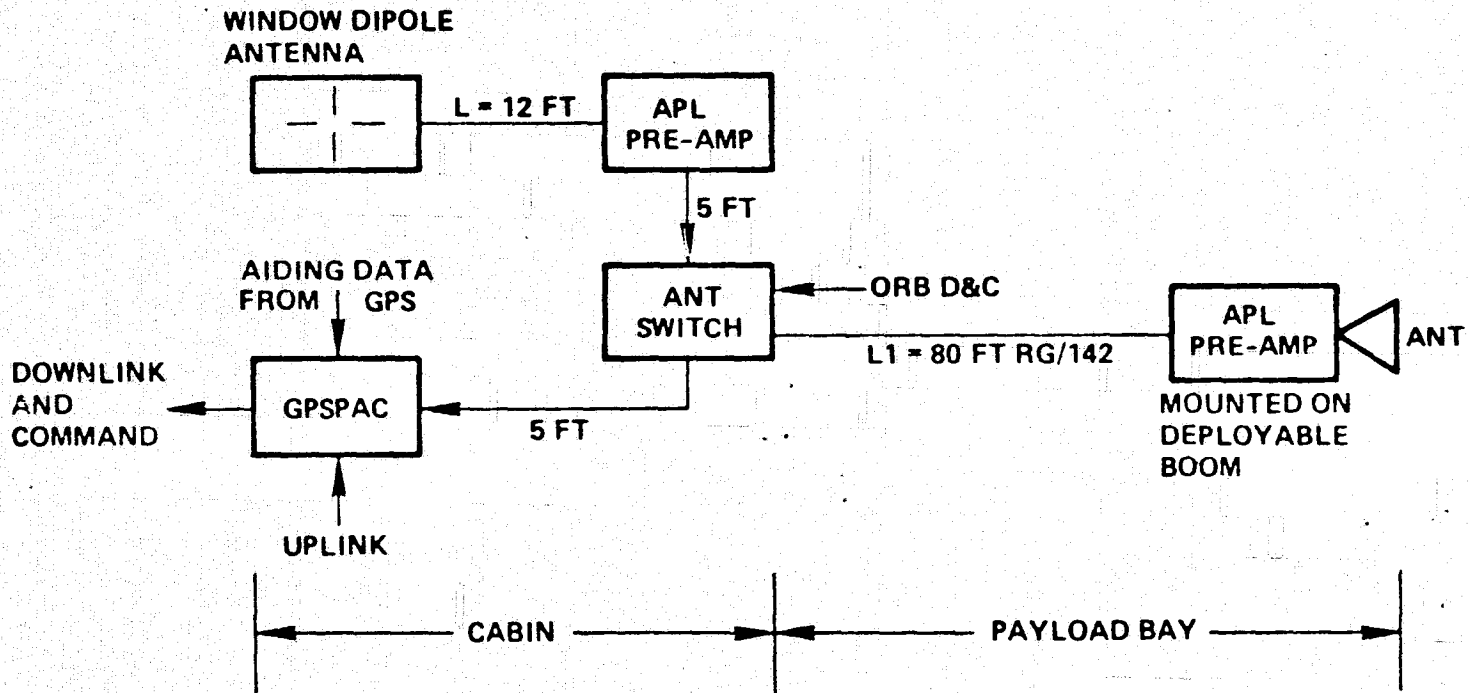 WINDOW DIPOLE
ANTENNA
L = 12 FT
APL
PRE-AMP
5 FT
AIDING DATA
FROM GPS
ANT
SWITCH
ORB D&C
L1 = 80 FT RG/142
APL
PRE-AMP
ANT
MOUNTED ON
DEPLOYABLE
BOOM
DOWNLINK
AND
COMMAND
GPSPAC
5 FT
UPLINK
CABIN
PAYLOAD BAY